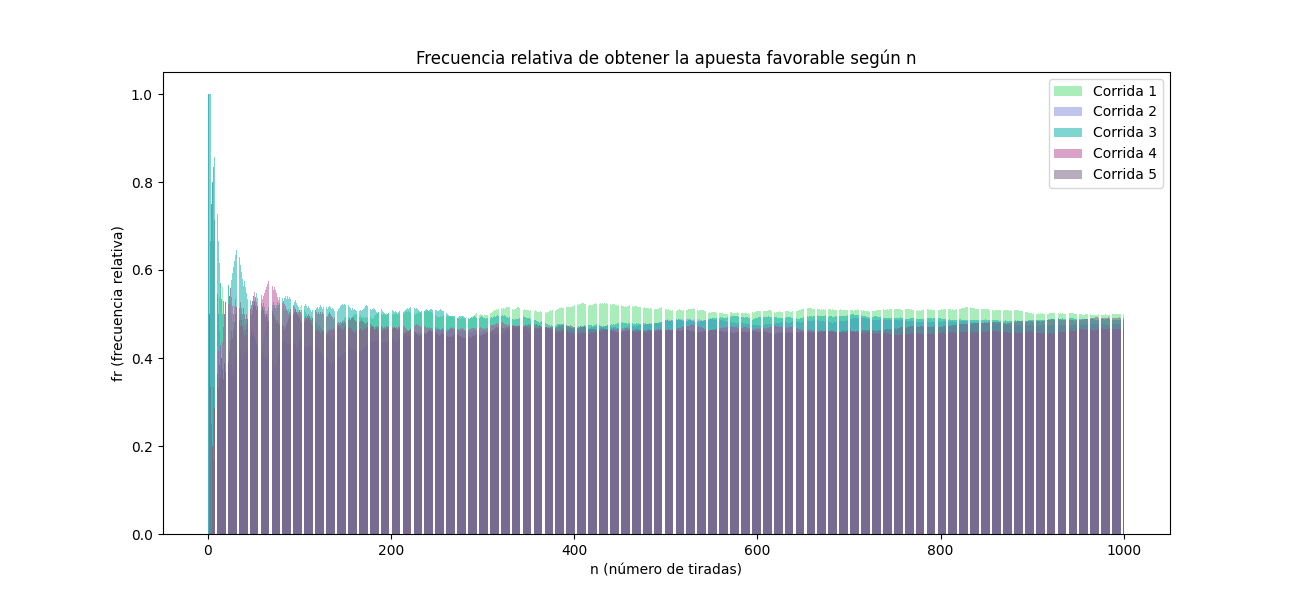 Frecuencia relativa de obtener la apuesta favorable según n
fr (frecuencia relativa)
1.0
0.8
0.6
0.4
0.2
0.0
Corrida 1
Corrida 2
Corrida 3
Corrida 4
Corrida 5
0
200
400
600
800
1000
n (número de tiradas)